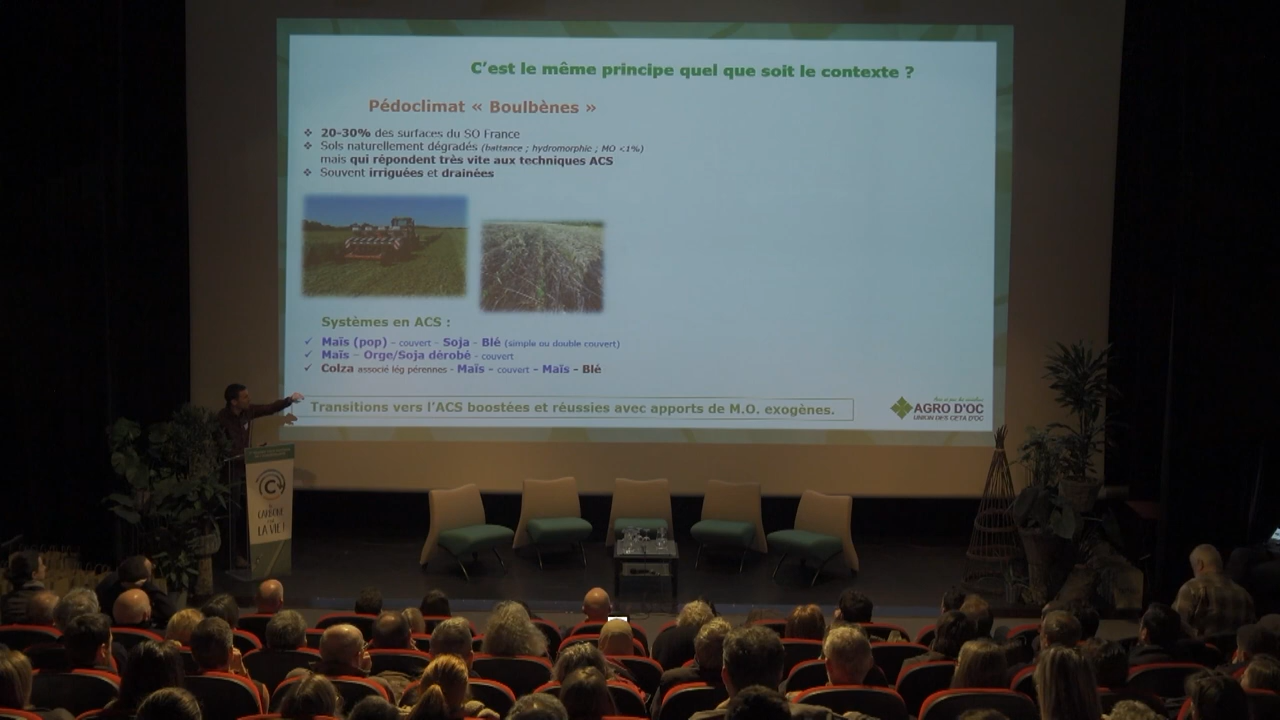 C'est le même principe quel que soit le contexte ?
Pédoclimat « Boulbènes »
❖ 20-30% des surfaces du SO France
❖ Sols naturellement dégradés (battance ; hydromorphie ; MO <1%)
mais qui répondent très vite aux techniques ACS
❖ Souvent irriguées et drainées
Systèmes en ACS :
✓ Maïs (pop) - couvert - Soja - Blé (simple ou double couvert)
✓ Maïs - Orge/Soja dérobé - couvert
✓ Colza associé lég pérennes - Maïs - couvert - Maïs - Blé
Transitions vers l'ACS boostées et réussies avec apports de M.O. exogènes.
AGRO D'OC
UNION DES CETA D'OC
C+
CARBONE
LA VIE !